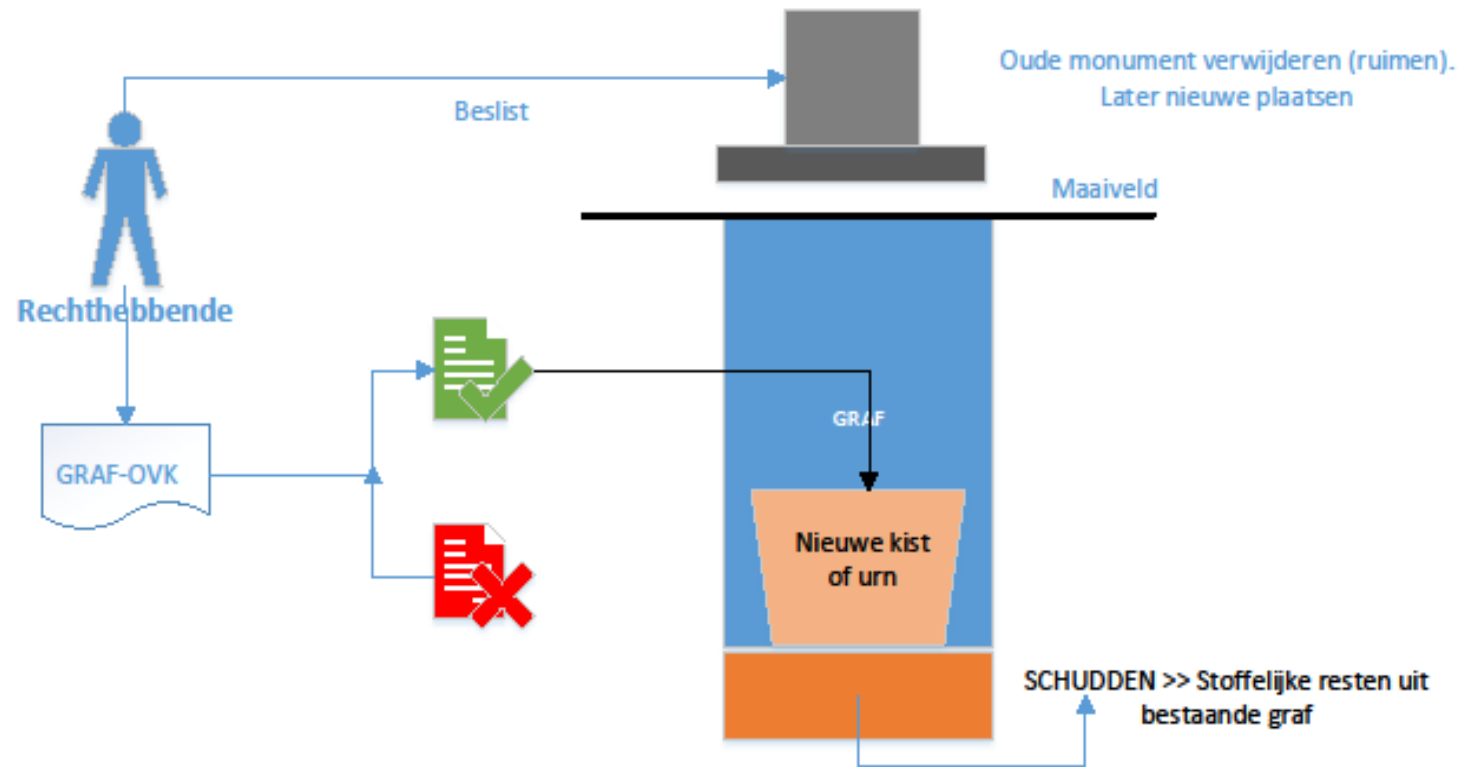 Oude monument verwijderen (ruimen).
Later nieuwe plaatsen
Beslist
Maaiveld
Rechthebbende
GRAF
GRAF-OVK
Nieuwe kist
of urn
SCHUDDEN >> Stoffelijke resten uit
bestaande graf